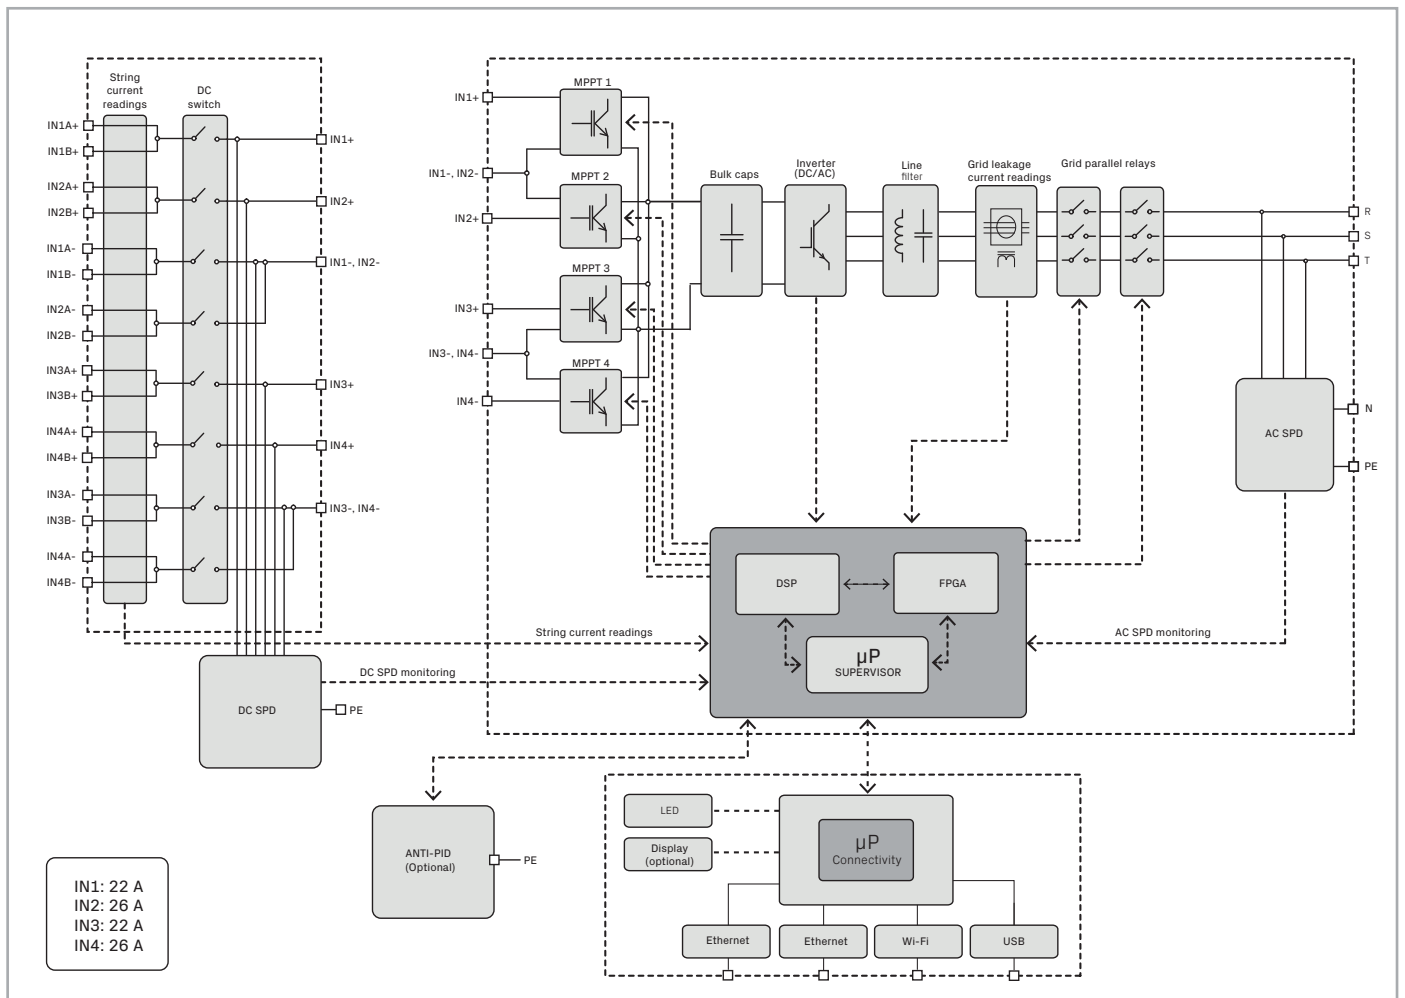 String
current
readings
DC
switch
IN1A+
IN1B+
IN2A+
IN2B+
IN1A-
IN1B-
IN2A-
IN2B-
IN3A+
IN3B+
IN4A+
IN4B+
IN3A-
IN3B-
IN4A-
IN4B-
IN1+
IN2+
IN1-, IN2-
IN3+
IN4+
IN3-, IN4-
DC SPD
PE
IN1: 22 A
IN2: 26 A
IN3: 22 A
IN4: 26 A
MPPT 1
IN1+
IN1-, IN2-
MPPT 2
IN2+
MPPT 3
IN3+
IN3-, IN4-
MPPT 4
IN4-
Bulk caps
Inverter
(DC/AC)
Line
filter
Grid leakage
current readings
Grid parallel relays
R
S
T
AC SPD
N
PE
DSP
FPGA
µP
SUPERVISOR
String current readings
DC SPD monitoring
AC SPD monitoring
ANTI-PID
(Optional)
PE
LED
Display
(optional)
µP
Connectivity
Ethernet
Ethernet
Wi-Fi
USB